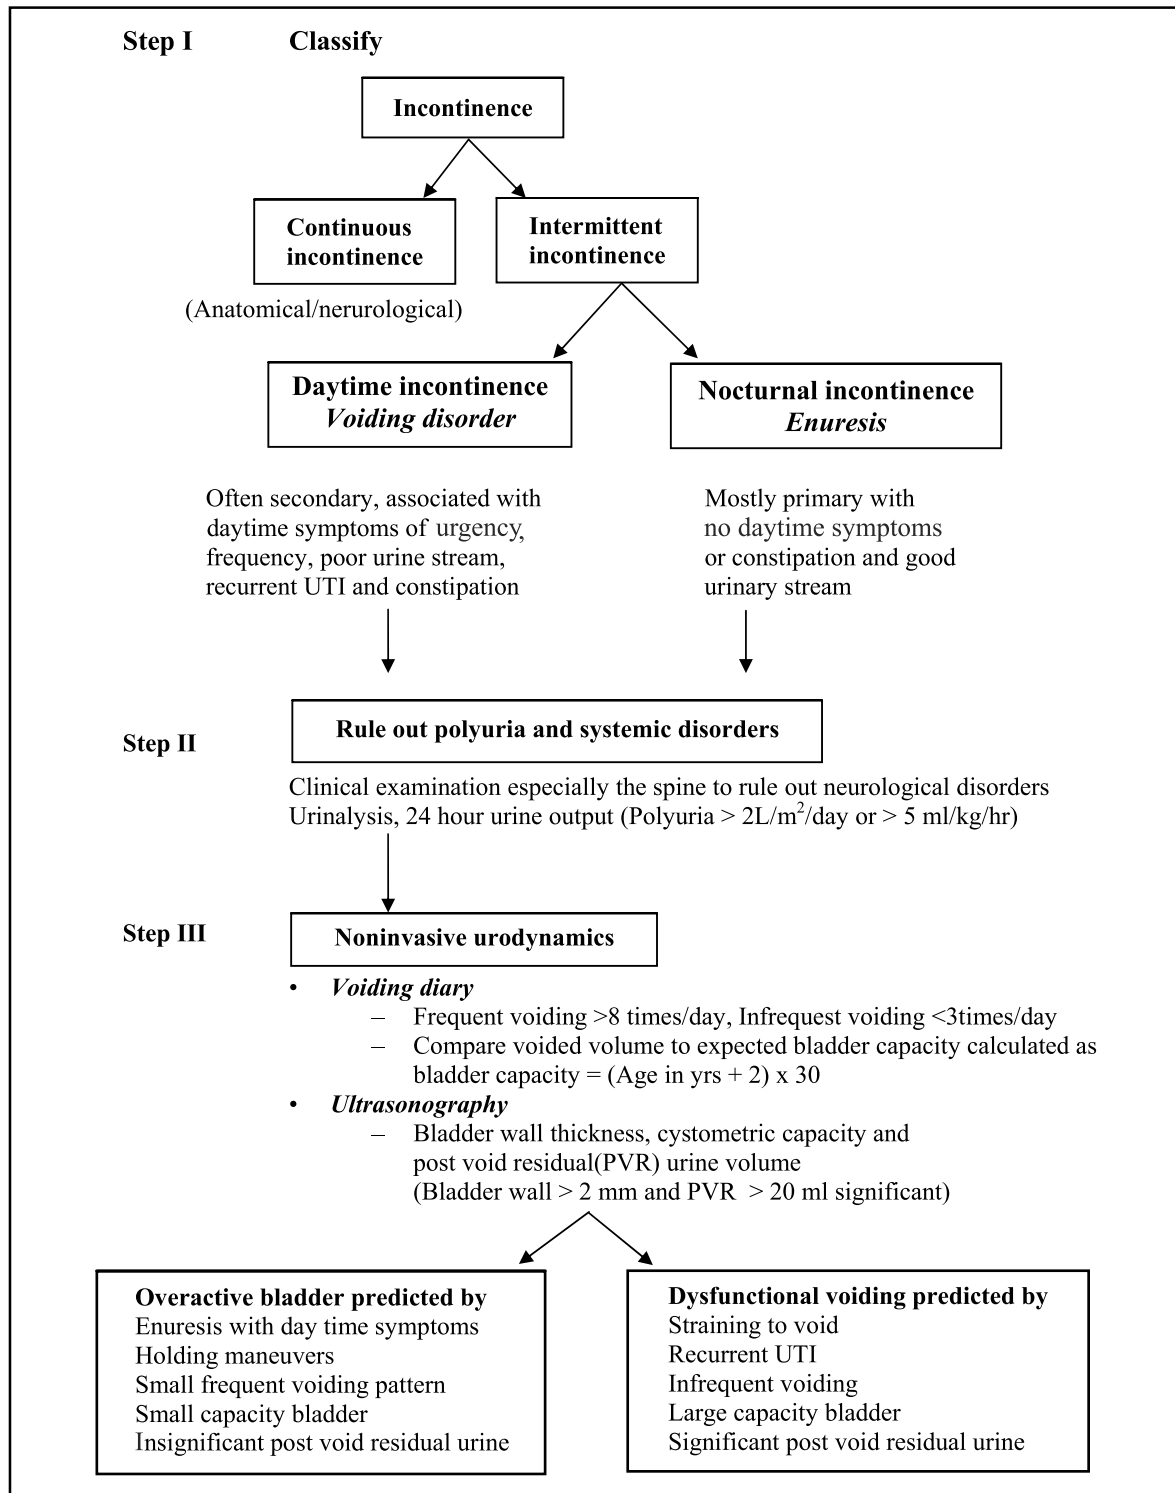 Step I Classify
Incontinence
Continuous
incontinence
Intermittent
incontinence
(Anatomical/nerurological)
Daytime incontinence
Voiding disorder
Nocturnal incontinence
Enuresis
Often secondary, associated with
daytime symptoms of urgency,
frequency, poor urine stream,
recurrent UTI and constipation
Mostly primary with
no daytime symptoms
or constipation and good
urinary stream
Step II
Rule out polyuria and systemic disorders
Clinical examination especially the spine to rule out neurological disorders
Urinalysis, 24 hour urine output (Polyuria > 2L/m²/day or > 5 ml/kg/hr)
Step III
Noninvasive urodynamics
• Voiding diary
– Frequent voiding >8 times/day, Infrequest voiding <3times/day
– Compare voided volume to expected bladder capacity calculated as
bladder capacity = (Age in yrs + 2) x 30
• Ultrasonography
– Bladder wall thickness, cystometric capacity and
post void residual(PVR) urine volume
(Bladder wall > 2 mm and PVR > 20 ml significant)
Overactive bladder predicted by
Enuresis with day time symptoms
Holding maneuvers
Small frequent voiding pattern
Small capacity bladder
Insignificant post void residual urine
Dysfunctional voiding predicted by
Straining to void
Recurrent UTI
Infrequent voiding
Large capacity bladder
Significant post void residual urine